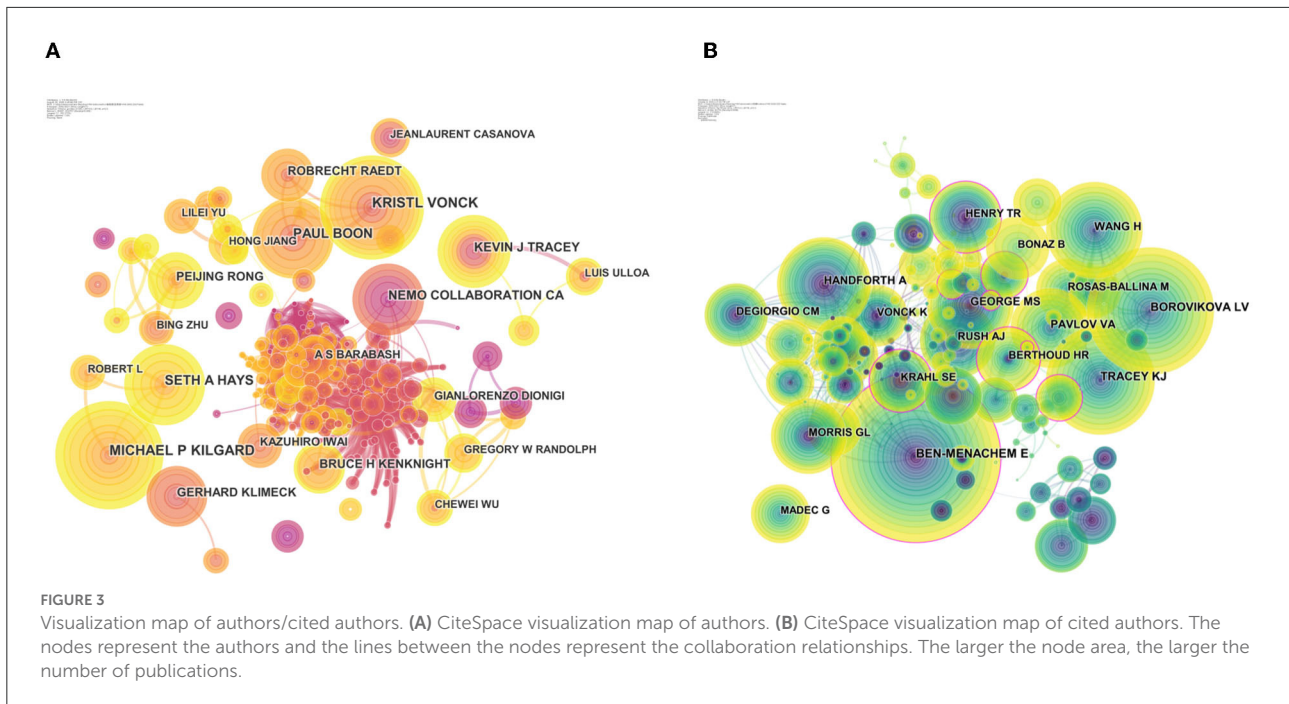 A
B
JEANLAURENT CASANOVA
ROBRECHT RAEDT
KRISTL VONCK
LILEI YU
HONG JIANG
PAUL BOON
KEVIN J TRACEY
LUIS ULLOA
PEIJING RONG
NEMO COLLABORATION CA
BING ZHU
A S BARABASH
ROBERT L
SETH A HAYS
GIANLORENZO DIONIGI
MICHAEL P KILGARD
KAZUHIRO IWAI
BRUCE H KENKNIGHT
GREGORY W RANDOLPH
GERHARD KLIMECK
CHEWEI WU
HENRY TR
WANG H
BONAZ B
HANDFORTH A
ROSAS-BALLINA M
DEGIORGIO CM
VONCK K
GEORGE MS
BOROVIKOVA LV
PAVLOV VA
RUSH AJ
BERTHOUD HR
KRAHL SE
TRACEY KJ
MORRIS GL
BEN-MENACHEM E
MADEC G
FIGURE 3
Visualization map of authors/cited authors. (A) CiteSpace visualization map of authors. (B) CiteSpace visualization map of cited authors. The
nodes represent the authors and the lines between the nodes represent the collaboration relationships. The larger the node area, the larger the
number of publications.